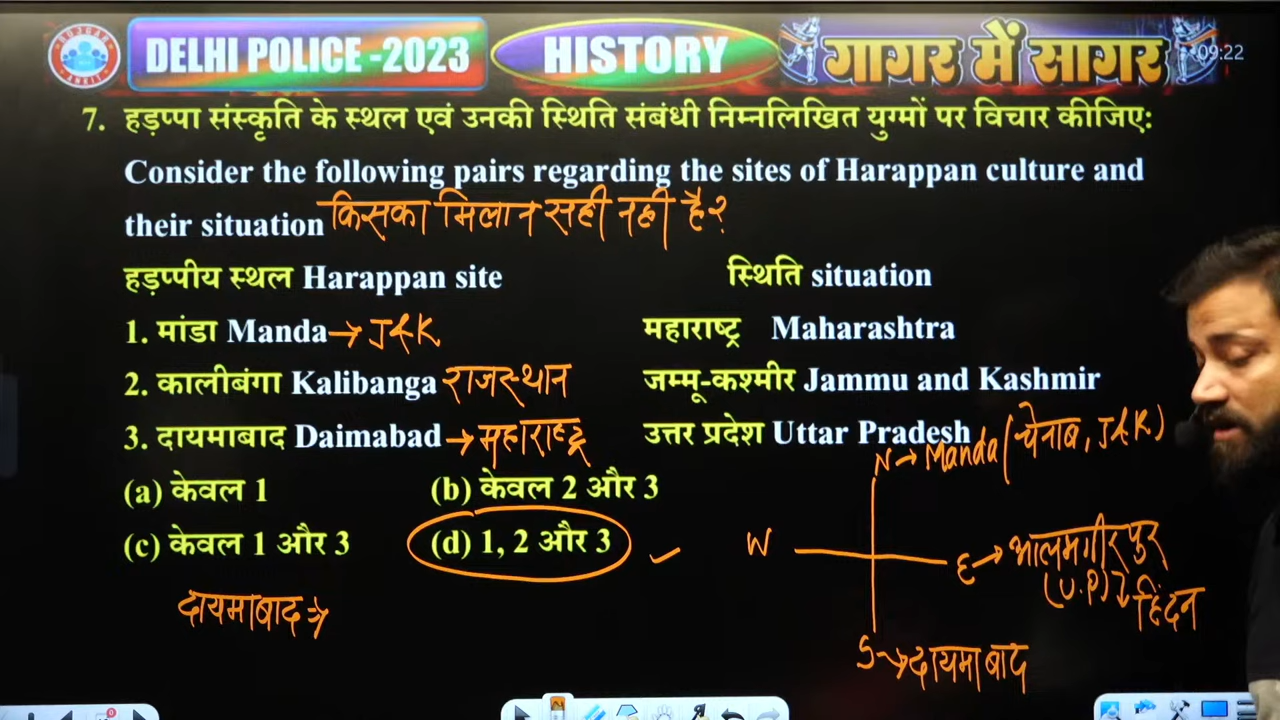 ROJGAR ANKIT
DELHI POLICE -2023 HISTORY गागर में सागर 09:22
7. हड़प्पा संस्कृति के स्थल एवं उनकी स्थिति संबंधी निम्नलिखित युग्मों पर विचार कीजिए:
Consider the following pairs regarding the sites of Harappan culture and
their situation किसका मिलान सही नही है?
हड़प्पीय स्थल Harappan site स्थिति situation
1. मांडा Manda → J&K महाराष्ट्र Maharashtra
2. कालीबंगा Kalibanga राजस्थान जम्मू-कश्मीर Jammu and Kashmir
3. दायमाबाद Daimabad → महाराष्ट्र उत्तर प्रदेश Uttar Pradesh
N → Manda (चेनाब, J&K)
(a) केवल 1 (b) केवल 2 और 3
(c) केवल 1 और 3 (d) 1, 2 और 3 W
E → आलमगीरपुर
(U.P) ↓ हिंदन
दायमाबाद →
S → दायमाबाद